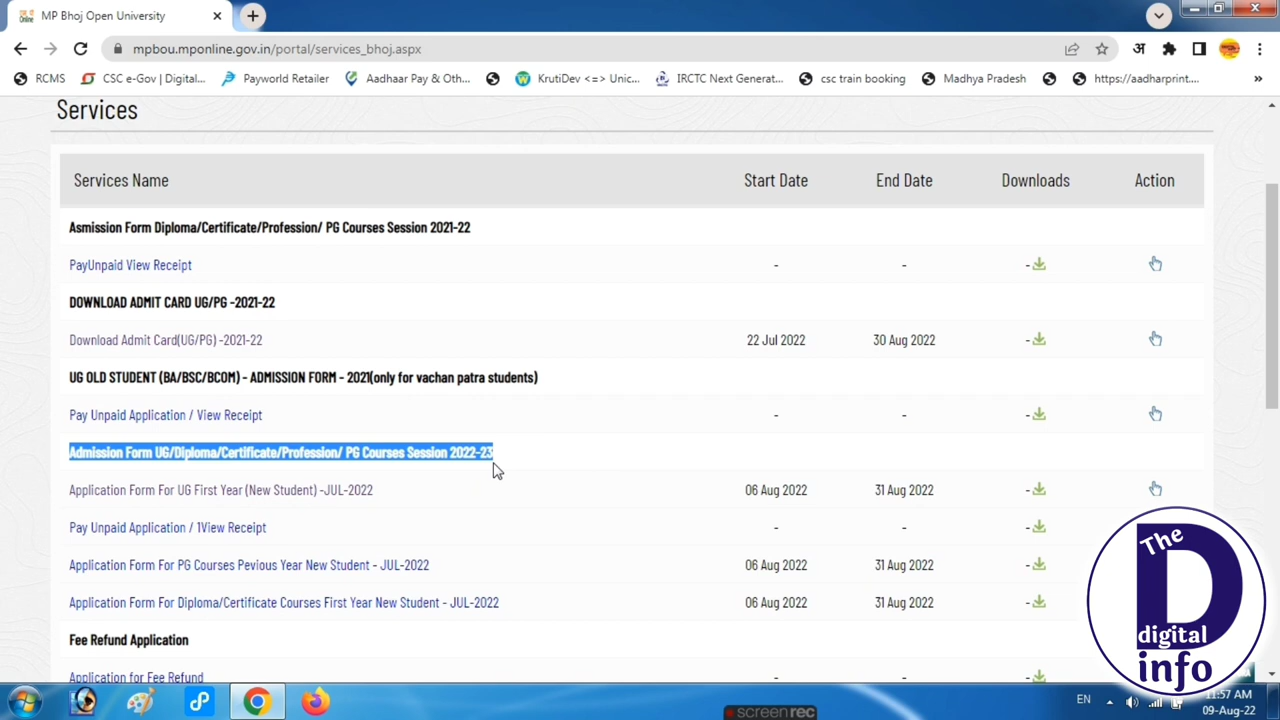 MP Bhoj Open University
mpbou.mponline.gov.in/portal/services_bhoj.aspx
अ
RCMS CSC e-Gov | Digital... Payworld Retailer Aadhaar Pay & Oth... KrutiDev <=> Unic... IRCTC Next Generat... csc train booking Madhya Pradesh https://aadharprint.... »
Services
Services Name Start Date End Date Downloads Action
Asmission Form Diploma/Certificate/Profession/ PG Courses Session 2021-22
PayUnpaid View Receipt - - -
DOWNLOAD ADMIT CARD UG/PG -2021-22
Download Admit Card(UG/PG) -2021-22 22 Jul 2022 30 Aug 2022 -
UG OLD STUDENT (BA/BSC/BCOM) - ADMISSION FORM - 2021(only for vachan patra students)
Pay Unpaid Application / View Receipt - - -
Admission Form UG/Diploma/Certificate/Profession/ PG Courses Session 2022-23
Application Form For UG First Year (New Student) -JUL-2022 06 Aug 2022 31 Aug 2022 -
Pay Unpaid Application / 1View Receipt - - -
Application Form For PG Courses Pevious Year New Student - JUL-2022 06 Aug 2022 31 Aug 2022 -
Application Form For Diploma/Certificate Courses First Year New Student - JUL-2022 06 Aug 2022 31 Aug 2022 -
Fee Refund Application
Application for Fee Refund - - -
The
D
digital
info
EN
11:57 AM
09-Aug-22
screenrec